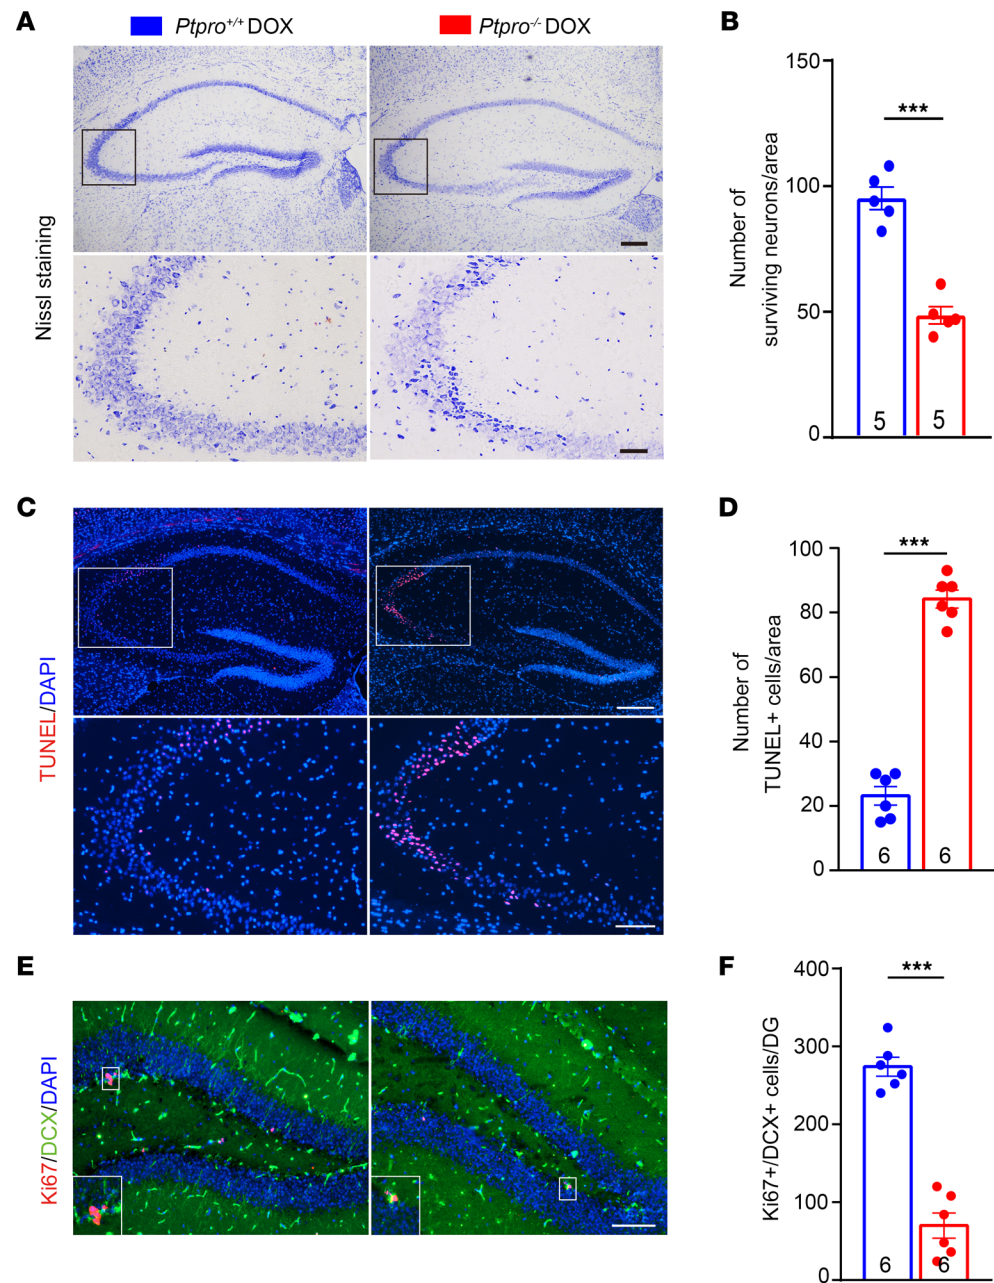 A
Ptpro+/+ DOX
Ptpro-/- DOX
Nissl staining
B
Number of
surviving neurons/area
150
100
50
0
***
5
5
C
TUNEL/DAPI
D
Number of
TUNEL+ cells/area
100
80
60
40
20
0
***
6
6
E
Ki67/DCX/DAPI
F
Ki67+/DCX+ cells/DG
400
300
200
100
0
***
6
6